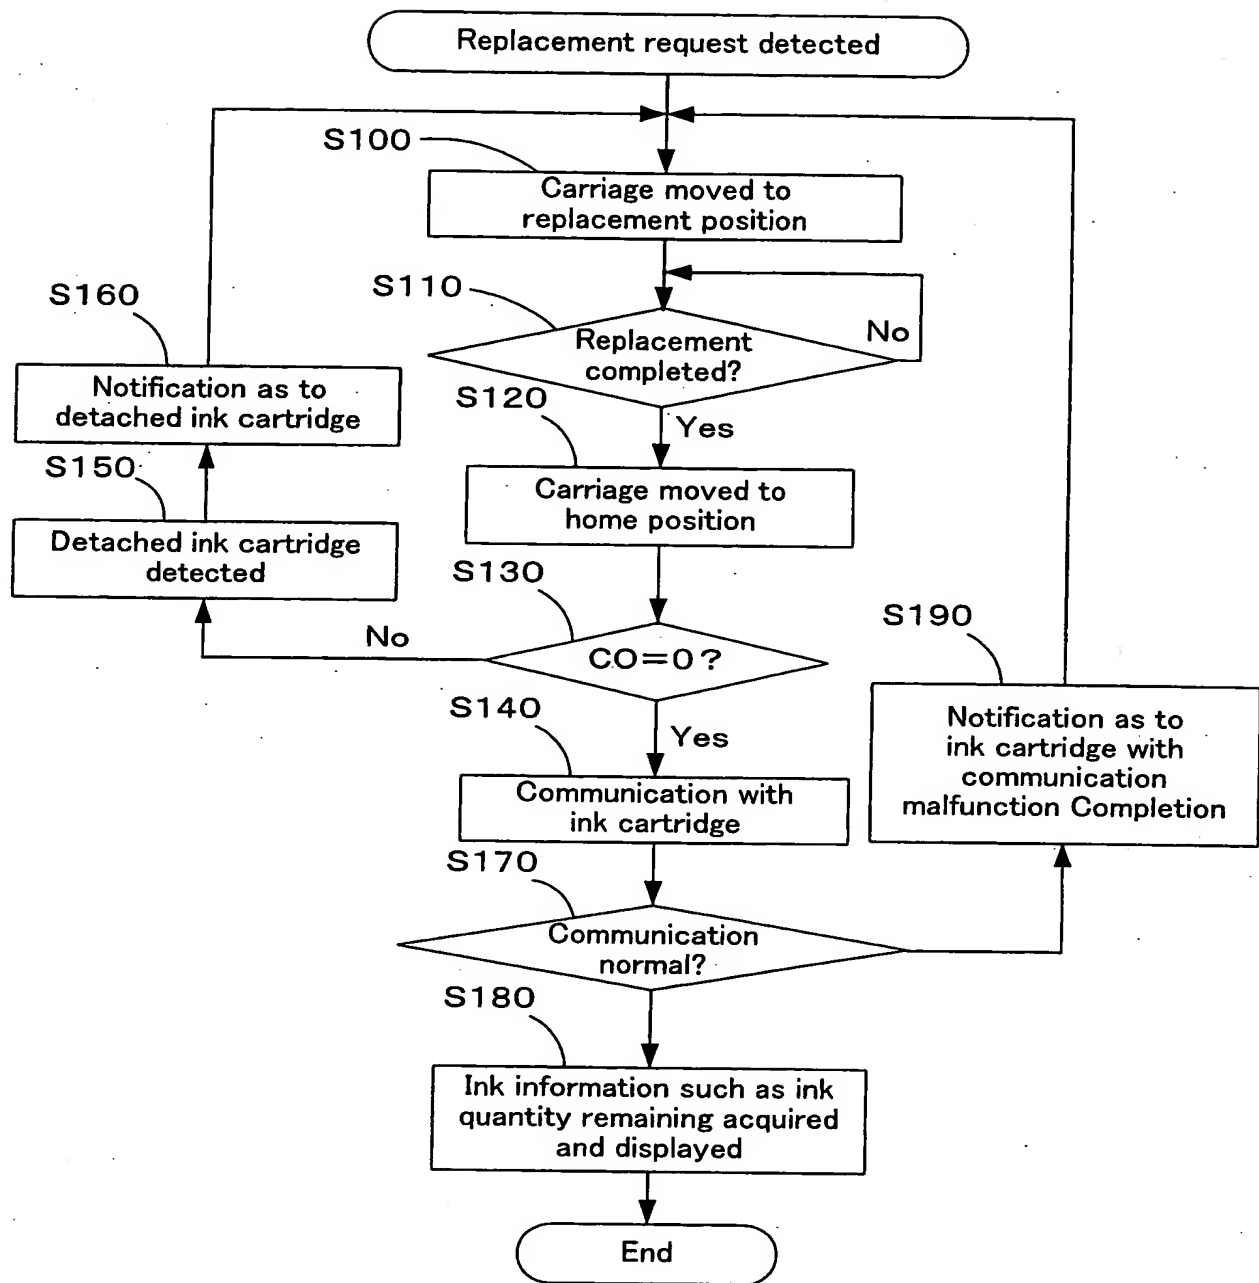 Replacement request detected
S100
Carriage moved to
replacement position
S110
Replacement
completed?
No
S160
Notification as to
detached ink cartridge
S120
Yes
S150
Carriage moved to
home position
Detached ink cartridge
detected
S130
No
CO=0?
S190
S140
Yes
Notification as to
ink cartridge with
communication
malfunction Completion
Communication with
ink cartridge
S170
Communication
normal?
S180
Ink information such as ink
quantity remaining acquired
and displayed
End